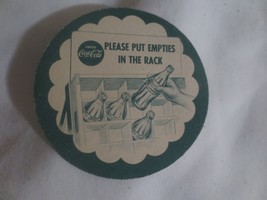 Coca-Cola
PLEASE PUT EMPTIES
IN THE RACK